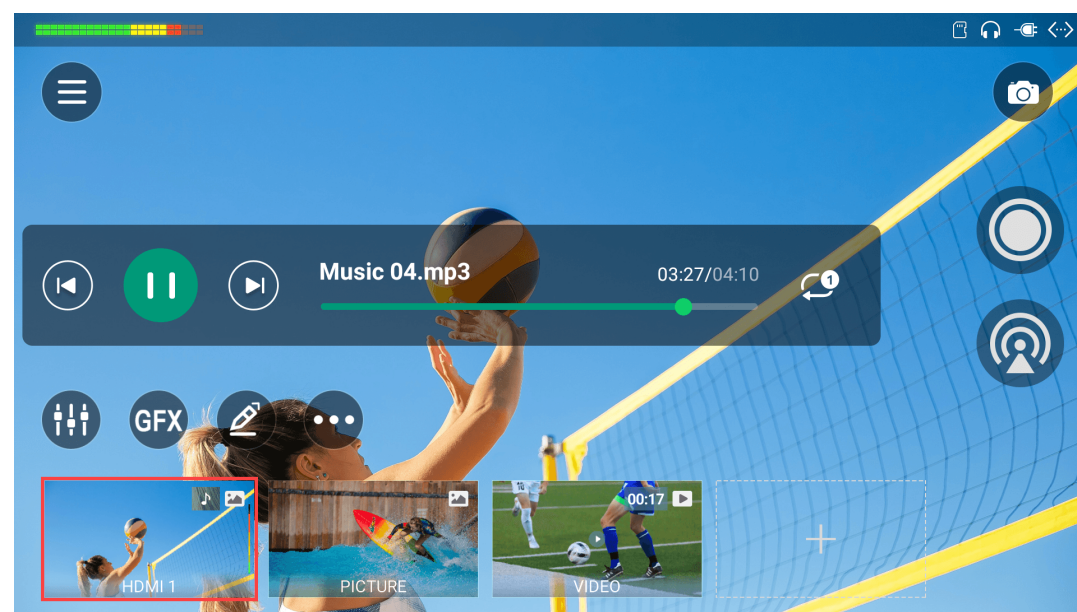 Music 04.mp3
03:27/04:10
1
GFX
HDMI 1
PICTURE
00:17
VIDEO